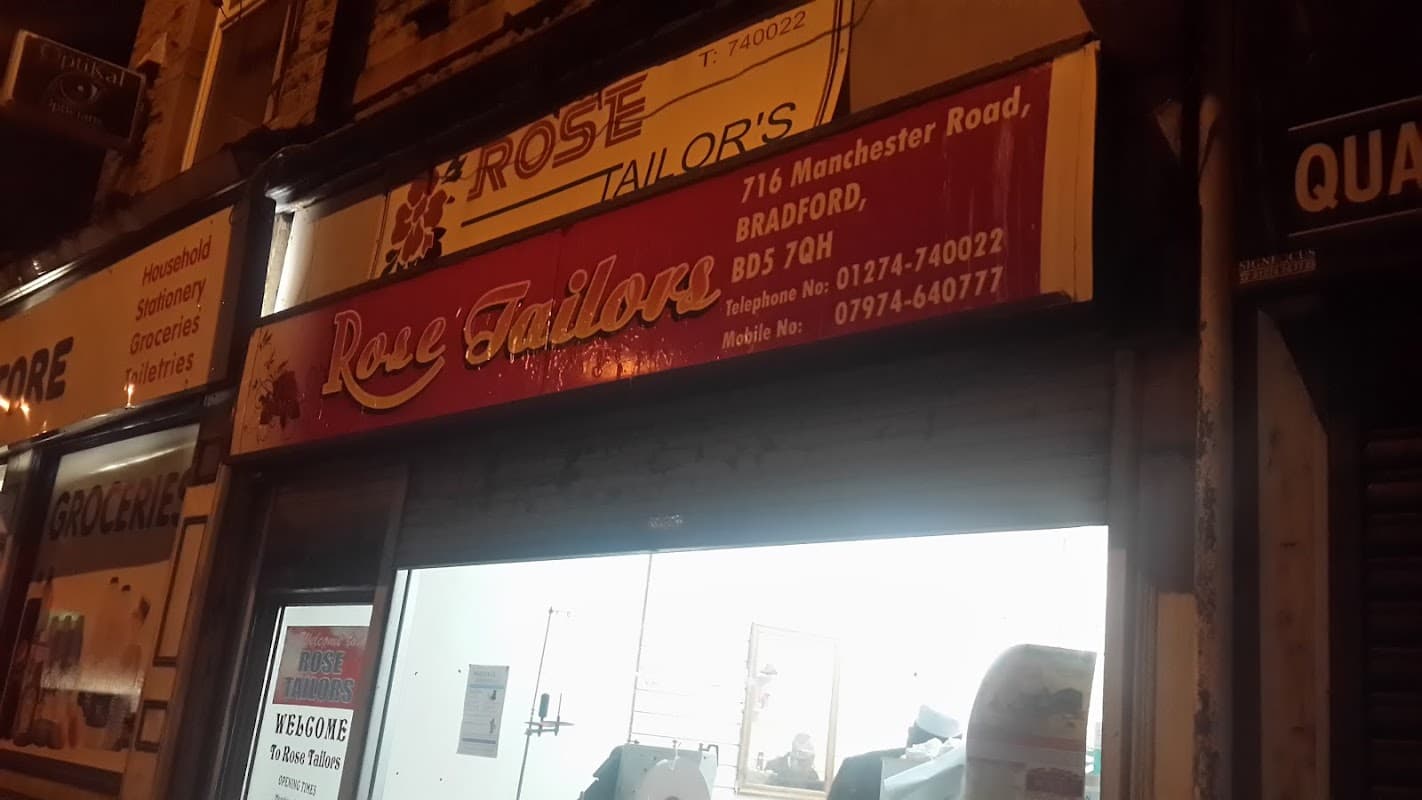 Optikal
Opticians
T: 740022
ROSE
TAILOR'S
Rose Tailors
716 Manchester Road,
BRADFORD,
BD5 7QH
Telephone No: 01274-740022
Mobile No: 07974-640777
Household
Stationery
Groceries
Toiletries
TORE
GROCERIES
QUA
ROSE
TAILORS
WELCOME
To Rose Tailors
OPENING TIMES